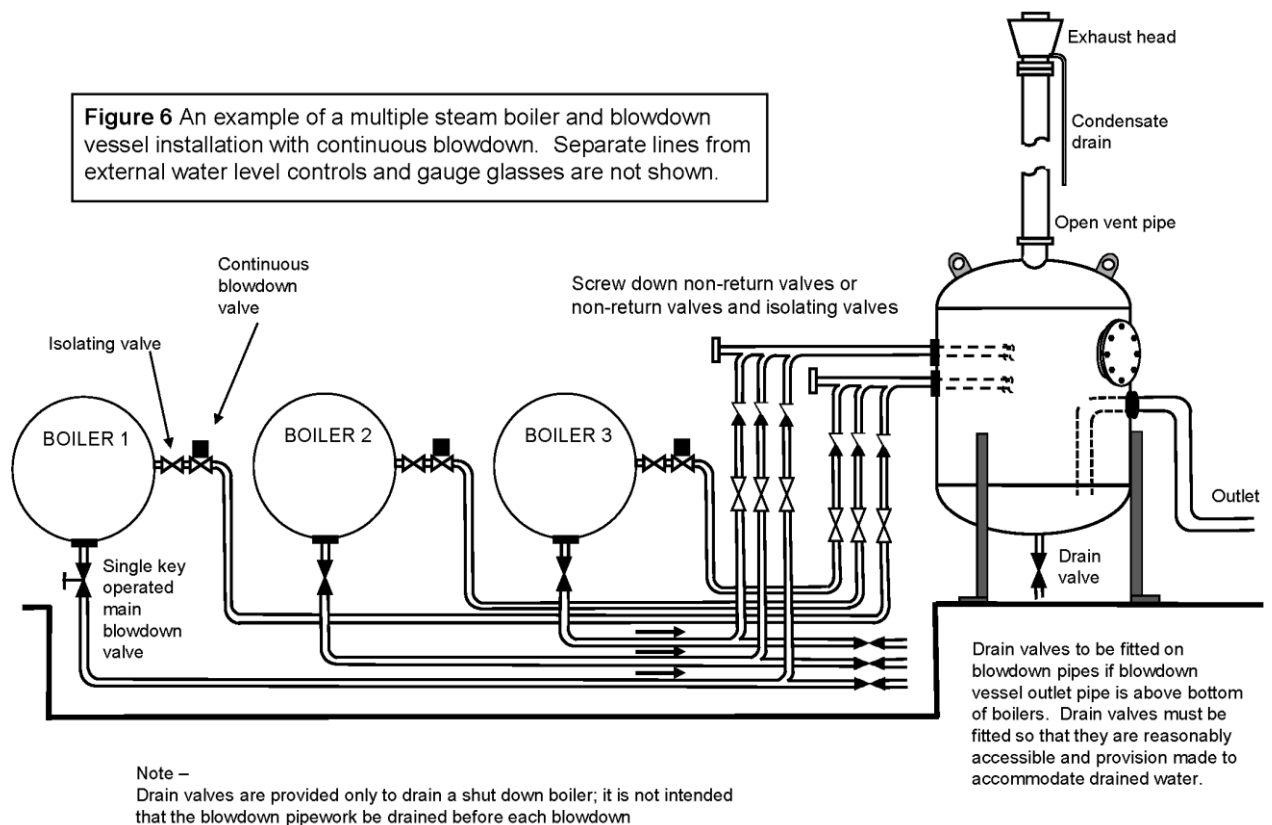 Figure 6 An example of a multiple steam boiler and blowdown
vessel installation with continuous blowdown. Separate lines from
external water level controls and gauge glasses are not shown.
Exhaust head
Condensate
drain
Open vent pipe
Continuous
blowdown
valve
Isolating valve
Screw down non-return valves or
non-return valves and isolating valves
BOILER 1
BOILER 2
BOILER 3
Outlet
Single key
operated
main
blowdown
valve
Drain
valve
Drain valves to be fitted on
blowdown pipes if blowdown
vessel outlet pipe is above bottom
of boilers. Drain valves must be
fitted so that they are reasonably
accessible and provision made to
accommodate drained water.
Note –
Drain valves are provided only to drain a shut down boiler; it is not intended
that the blowdown pipework be drained before each blowdown